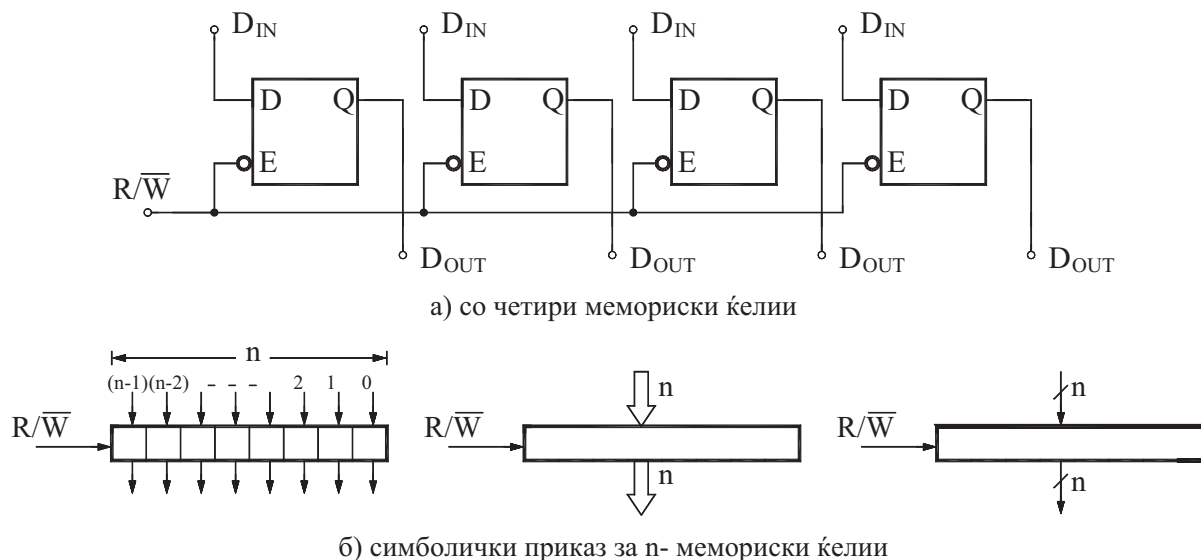 D_IN D_IN D_IN D_IN
D Q D Q D Q D Q
E E E E
R/W̅
D_OUT D_OUT D_OUT D_OUT
а) со четири мемориски ќелии
n
(n-1)(n-2) - - - 2 1 0
n n
R/W̅ R/W̅ R/W̅
n n
б) симболички приказ за n- мемориски ќелии